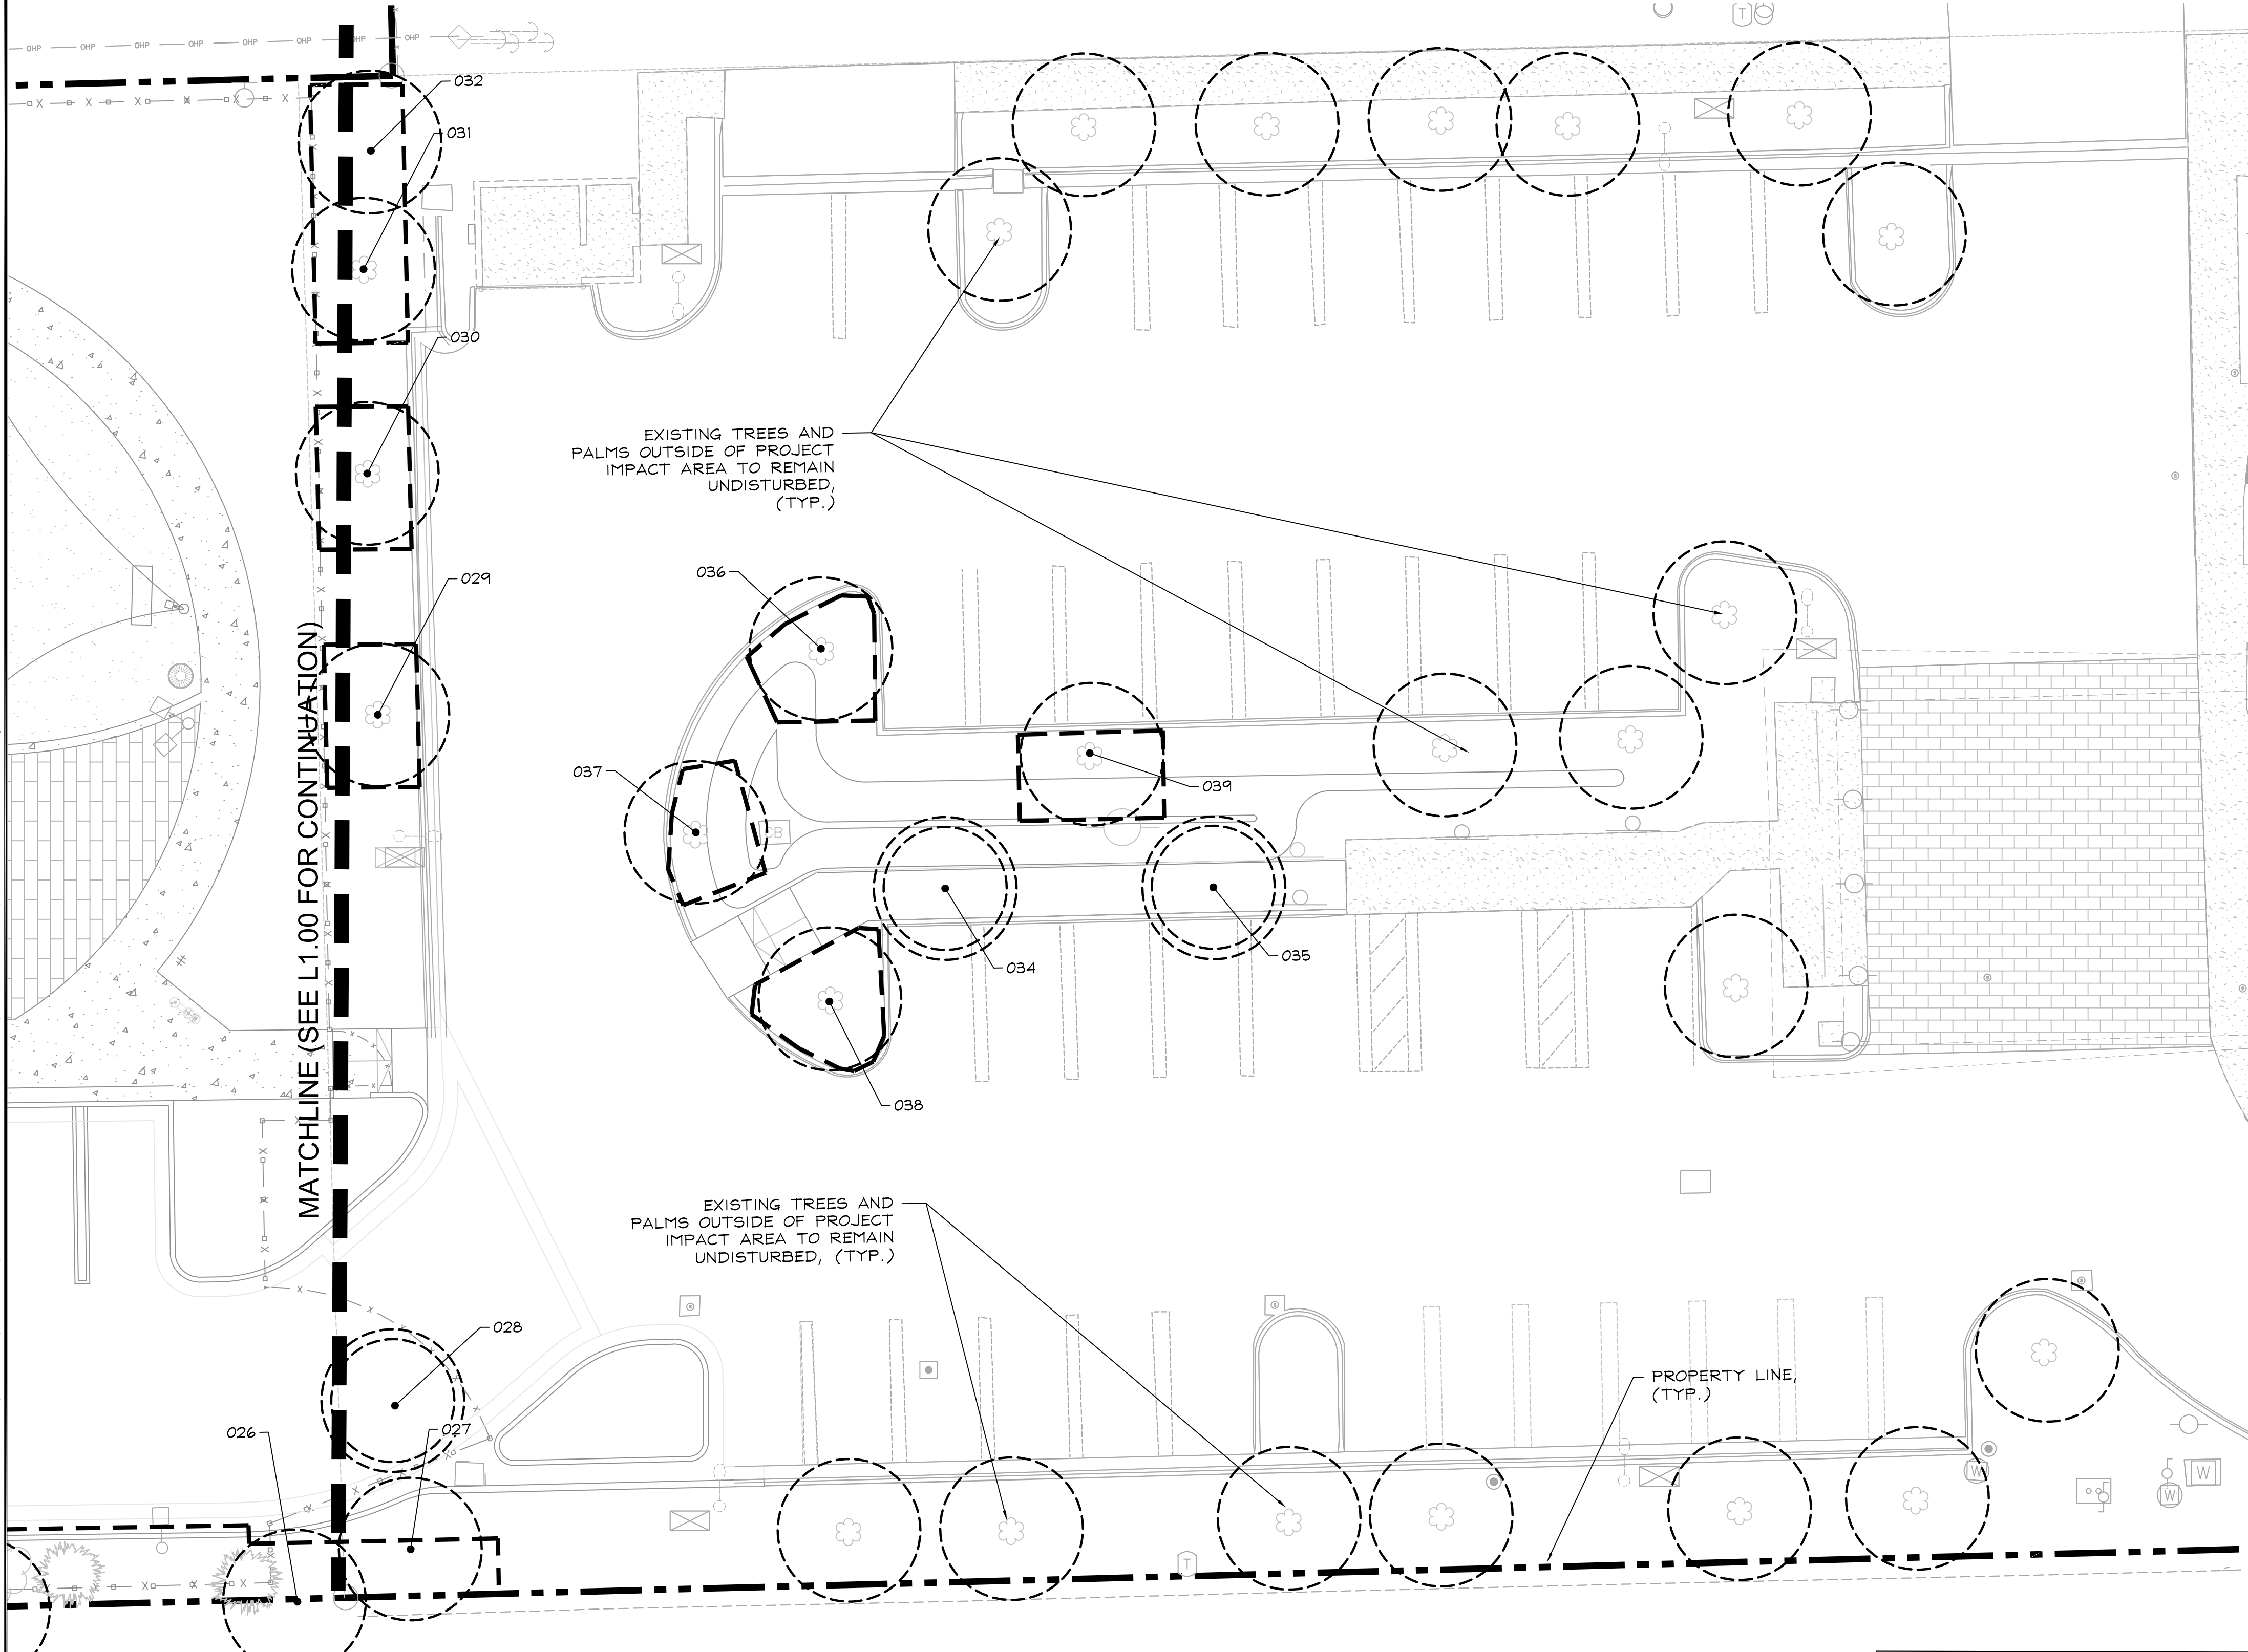 OHP OHP OHP OHP OHP OHP OHP OHP
T
032
031
030
EXISTING TREES AND
PALMS OUTSIDE OF PROJECT
IMPACT AREA TO REMAIN
UNDISTURBED,
(TYP.)
029
036
MATCHLINE (SEE L1.00 FOR CONTINUATION)
037
CB
039
034
035
038
EXISTING TREES AND
PALMS OUTSIDE OF PROJECT
IMPACT AREA TO REMAIN
UNDISTURBED, (TYP.)
028
PROPERTY LINE,
(TYP.)
026
027
W
W
W
T